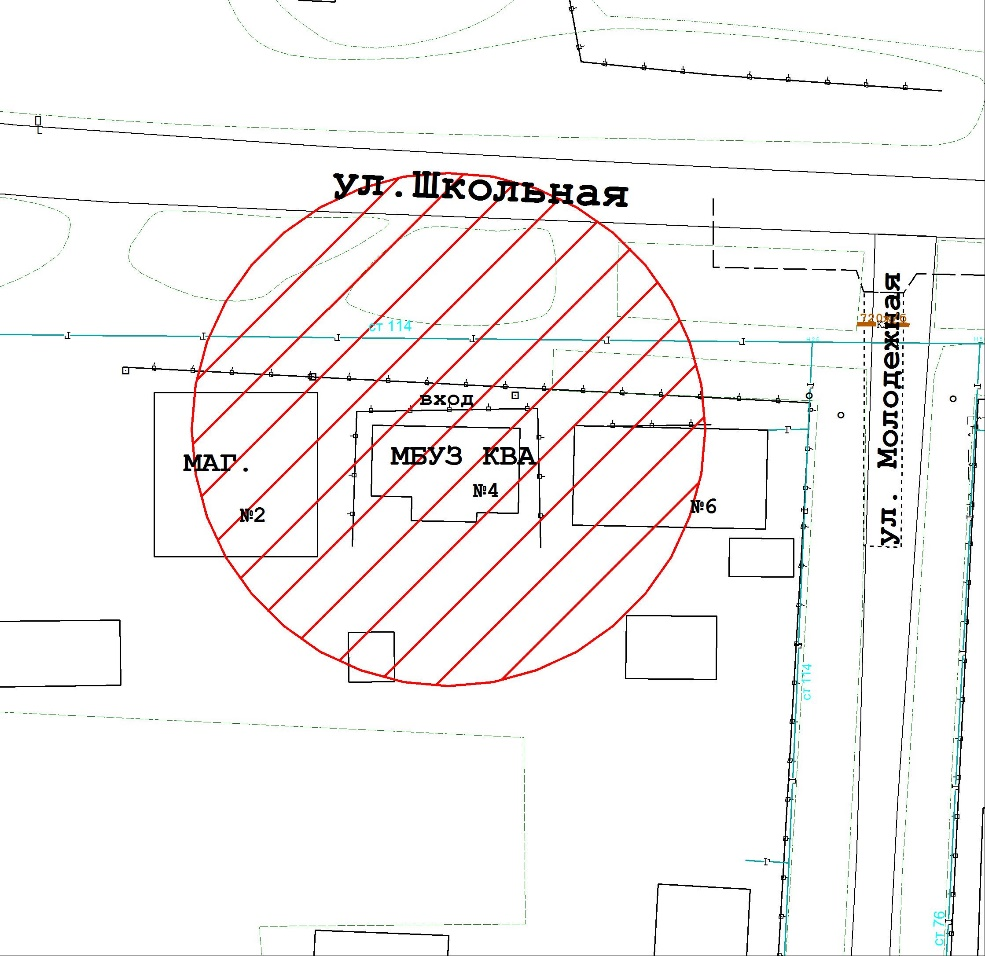 ул.Школьная
ст 114
вход
МБУЗ КВА
МАГ.
№4
№6
№2
ул. Молодежная
ст 114
ст 76